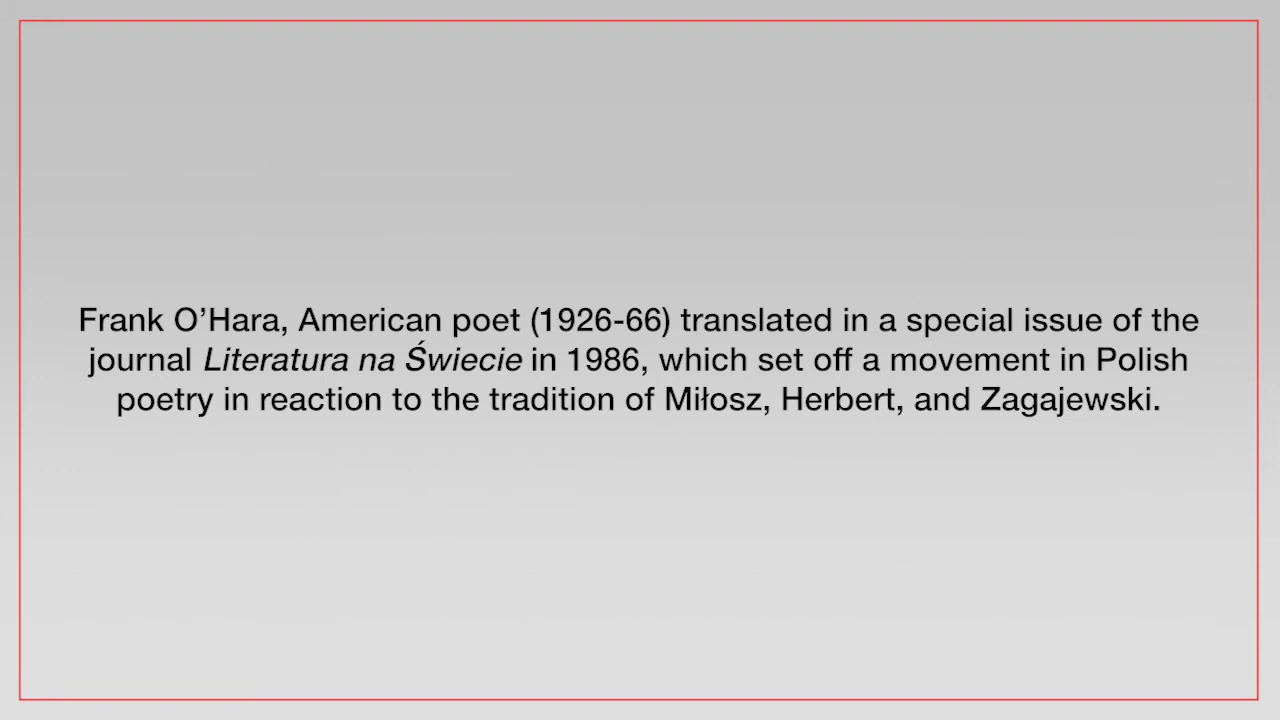 Frank O’Hara, American poet (1926-66) translated in a special issue of the
journal Literatura na Świecie in 1986, which set off a movement in Polish
poetry in reaction to the tradition of Miłosz, Herbert, and Zagajewski.